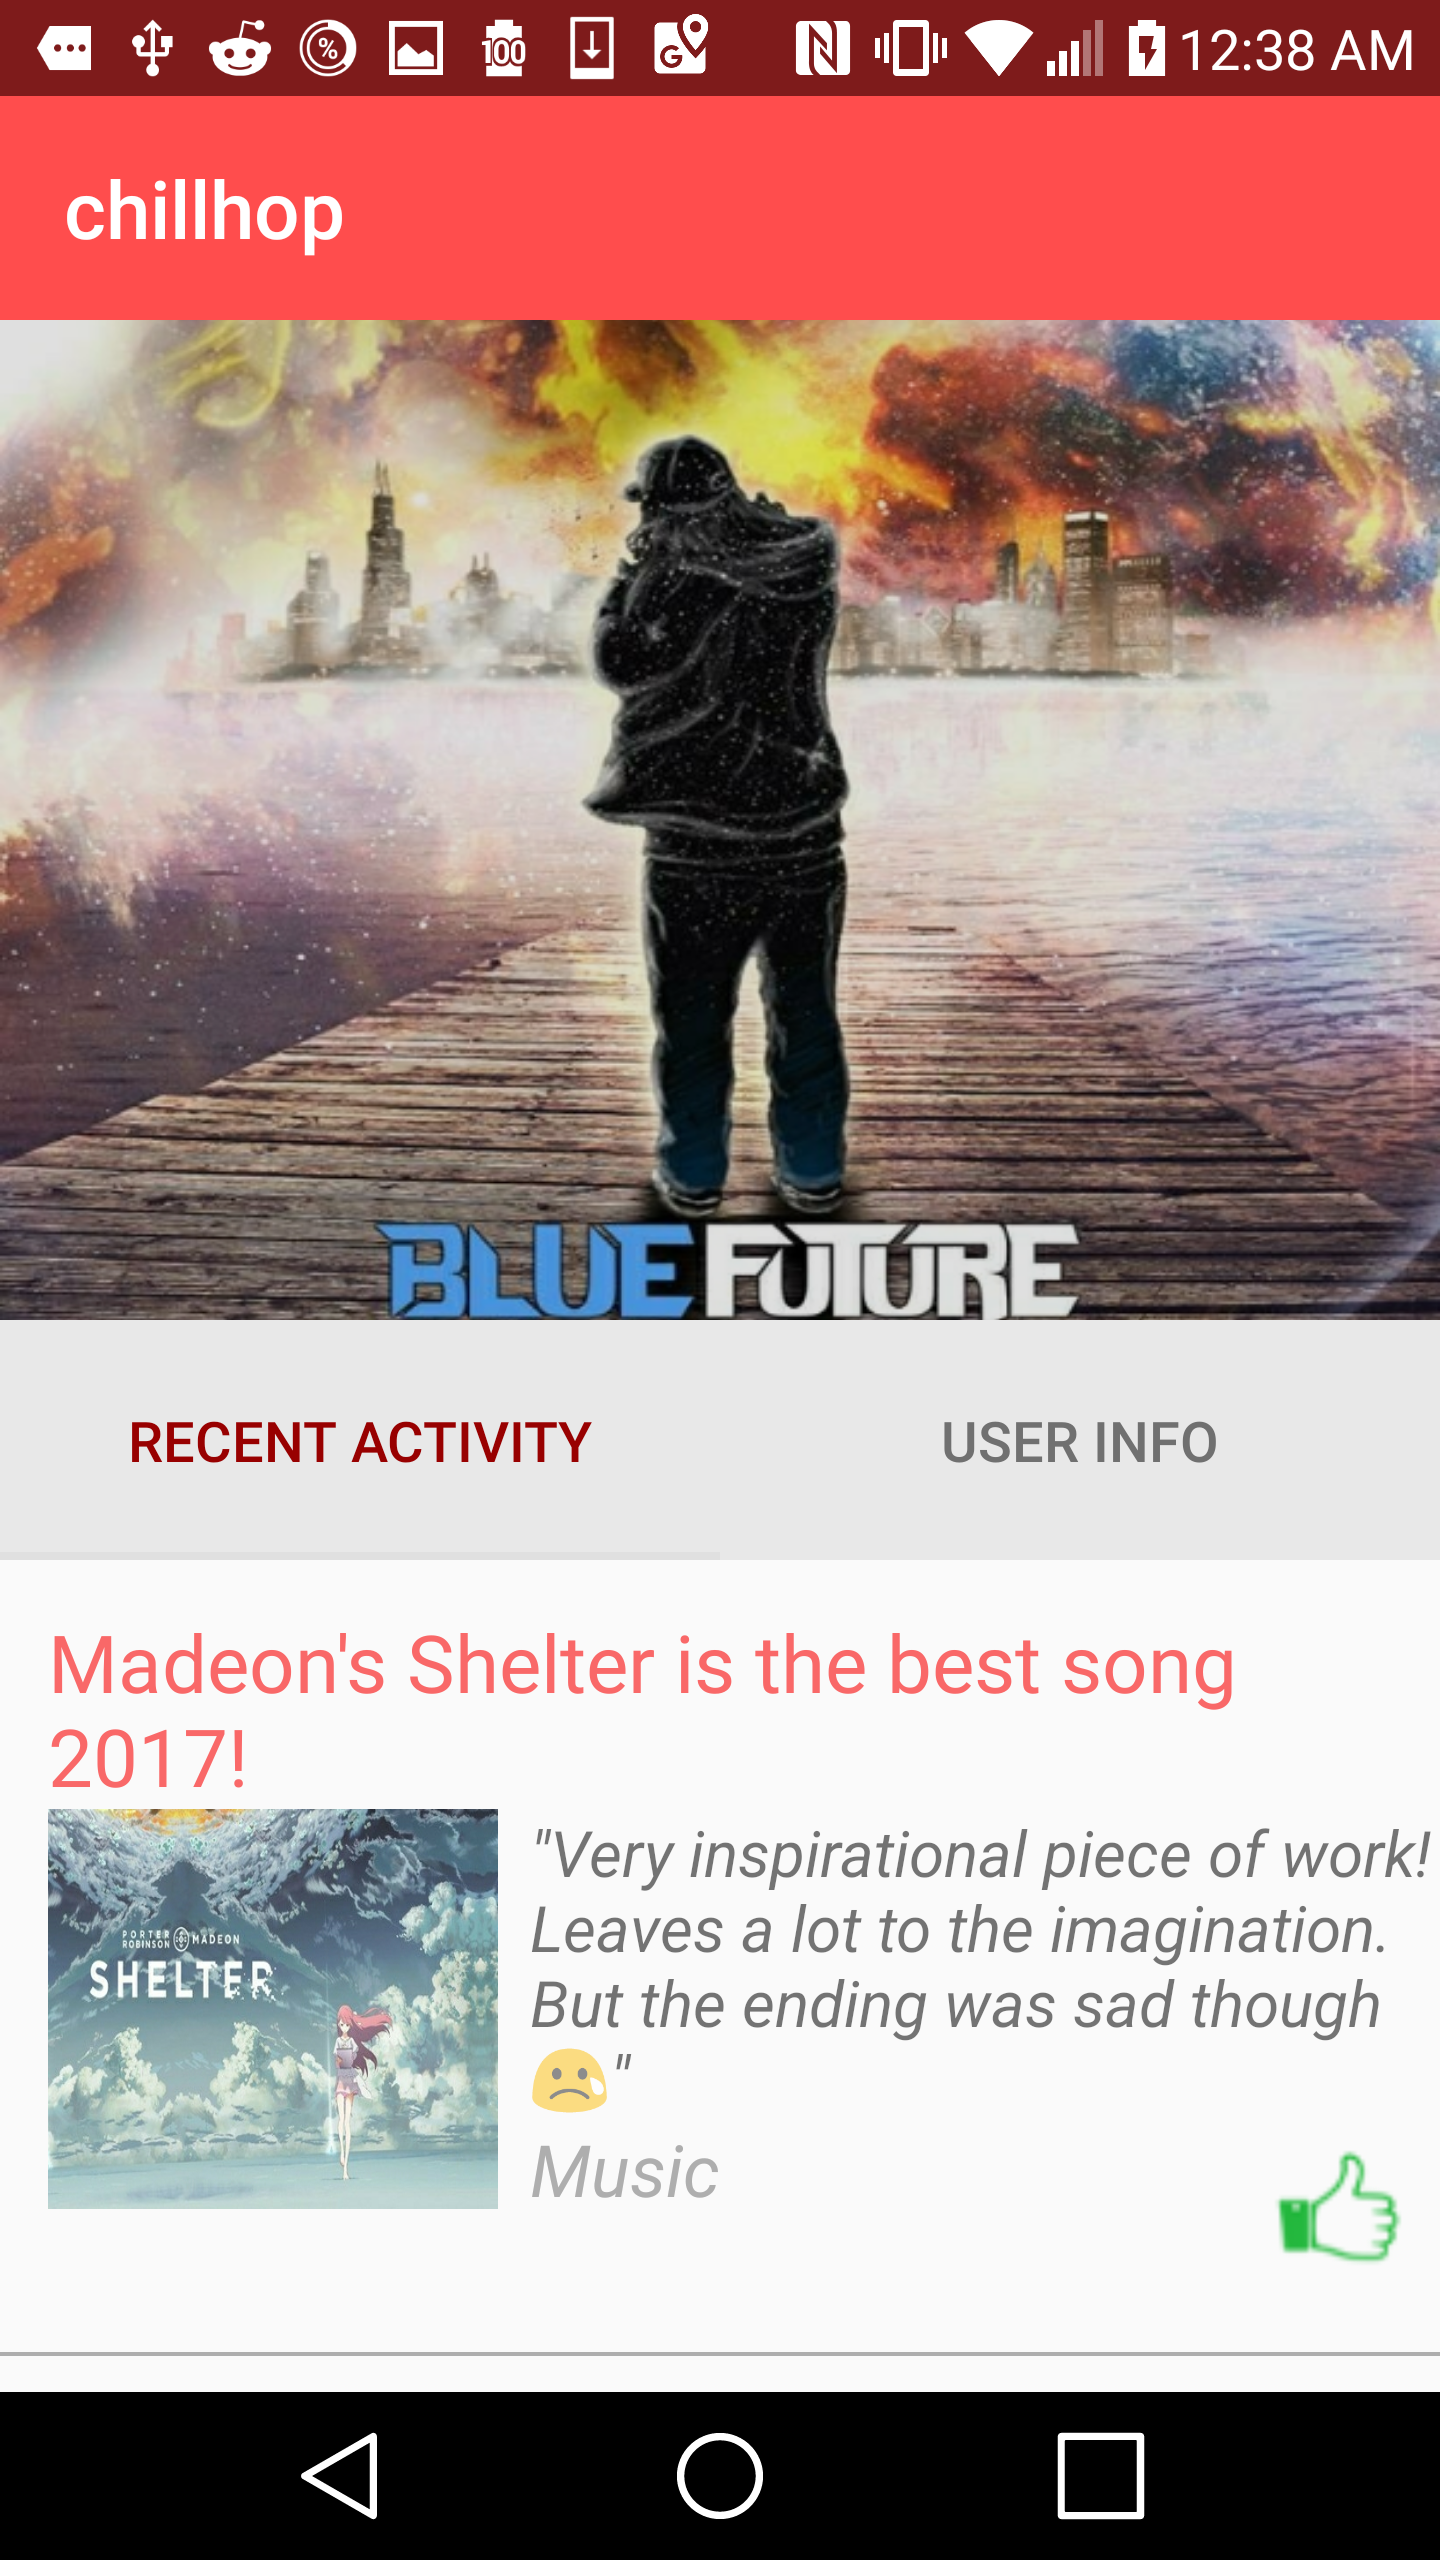 12:38 AM
chillhop
BLUE FUTURE
RECENT ACTIVITY
USER INFO
Madeon's Shelter is the best song
2017!
PORTER ROBINSON MADEON
SHELTER
"Very inspirational piece of work!
Leaves a lot to the imagination.
But the ending was sad though
😢"
Music